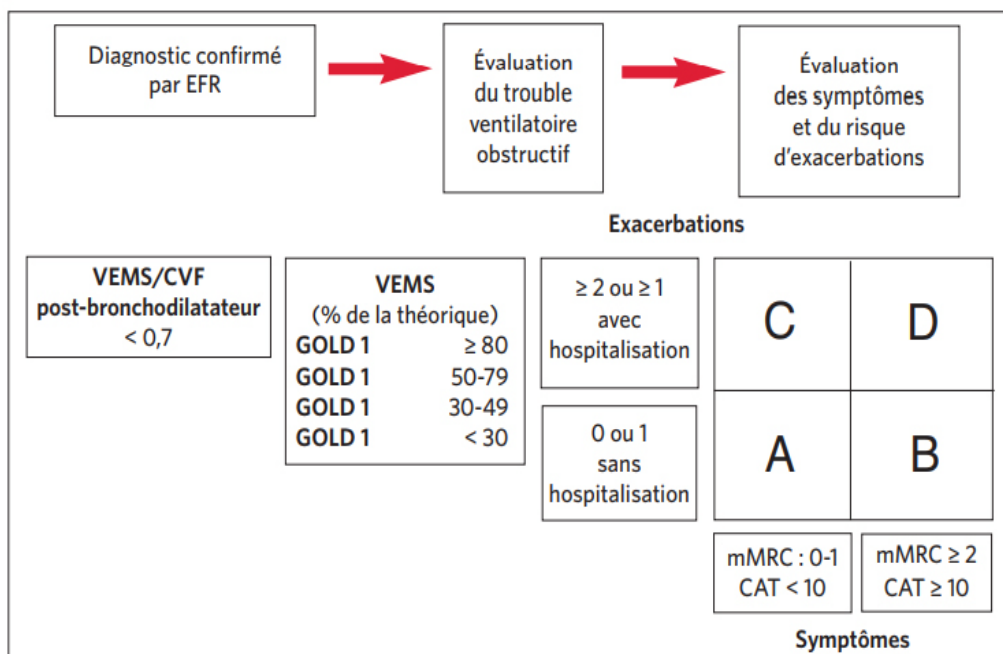 Diagnostic confirmé
par EFR
Évaluation
du trouble
ventilatoire
obstructif
Évaluation
des symptômes
et du risque
d'exacerbations
Exacerbations
VEMS/CVF
post-bronchodilatateur
< 0,7
VEMS
(% de la théorique)
GOLD 1 ≥ 80
GOLD 1 50-79
GOLD 1 30-49
GOLD 1 < 30
≥ 2 ou ≥ 1
avec
hospitalisation
0 ou 1
sans
hospitalisation
C D
A B
mMRC : 0-1
CAT < 10
mMRC ≥ 2
CAT ≥ 10
Symptômes